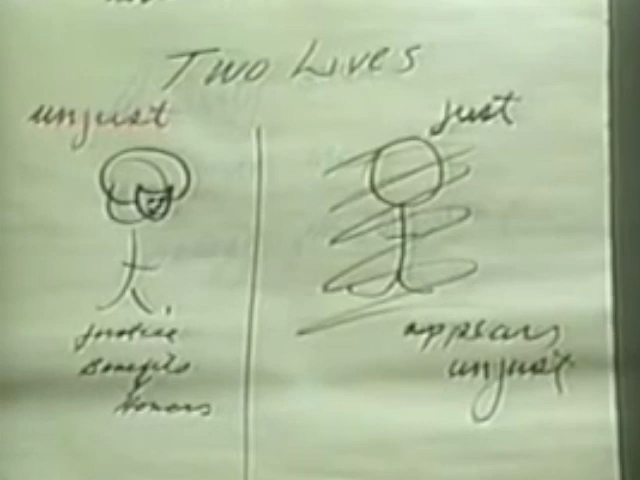 Two Lives
unjust
just
Justice
Benefits
Honors
appears
unjust